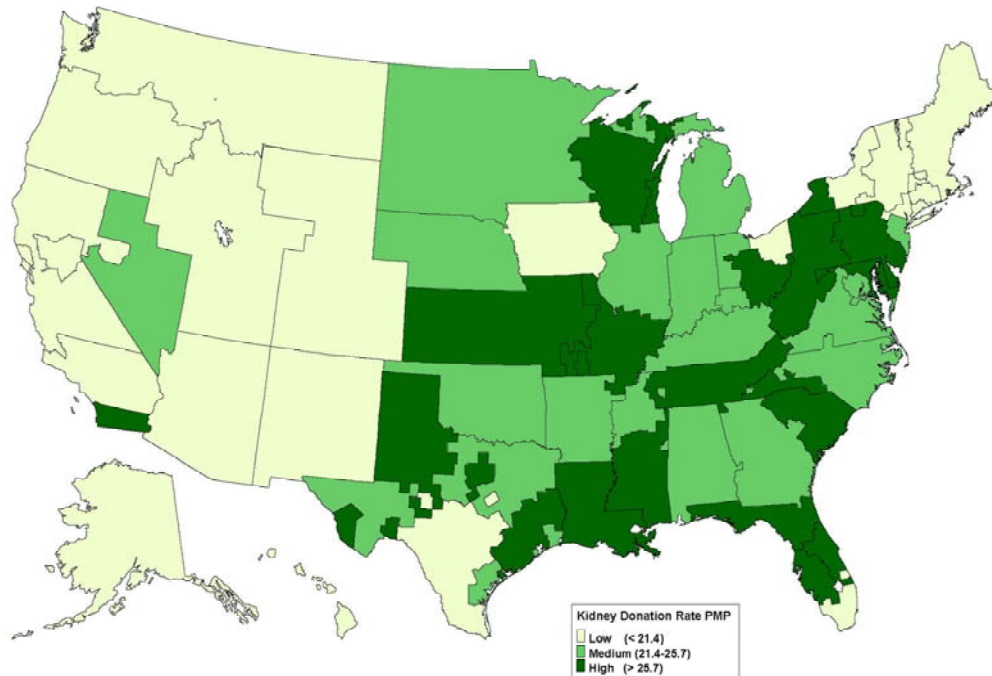 Kidney Donation Rate PMP
Low (< 21.4)
Medium (21.4-25.7)
High (> 25.7)